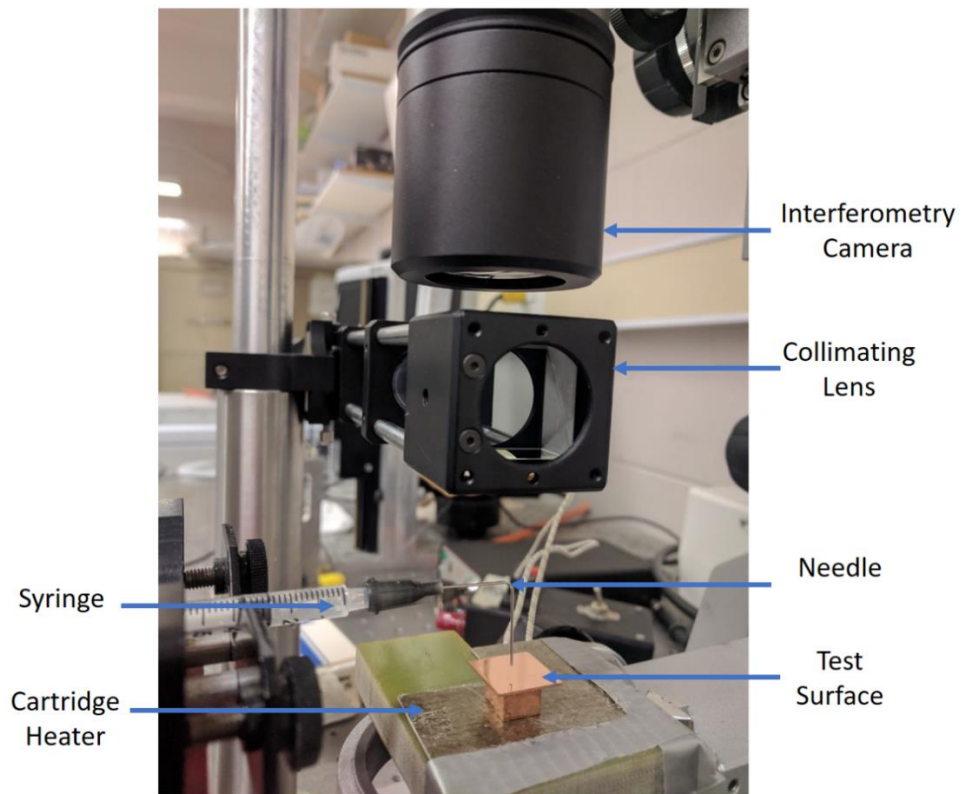 Interferometry
Camera
Collimating
Lens
Needle
Syringe
Test
Surface
Cartridge
Heater